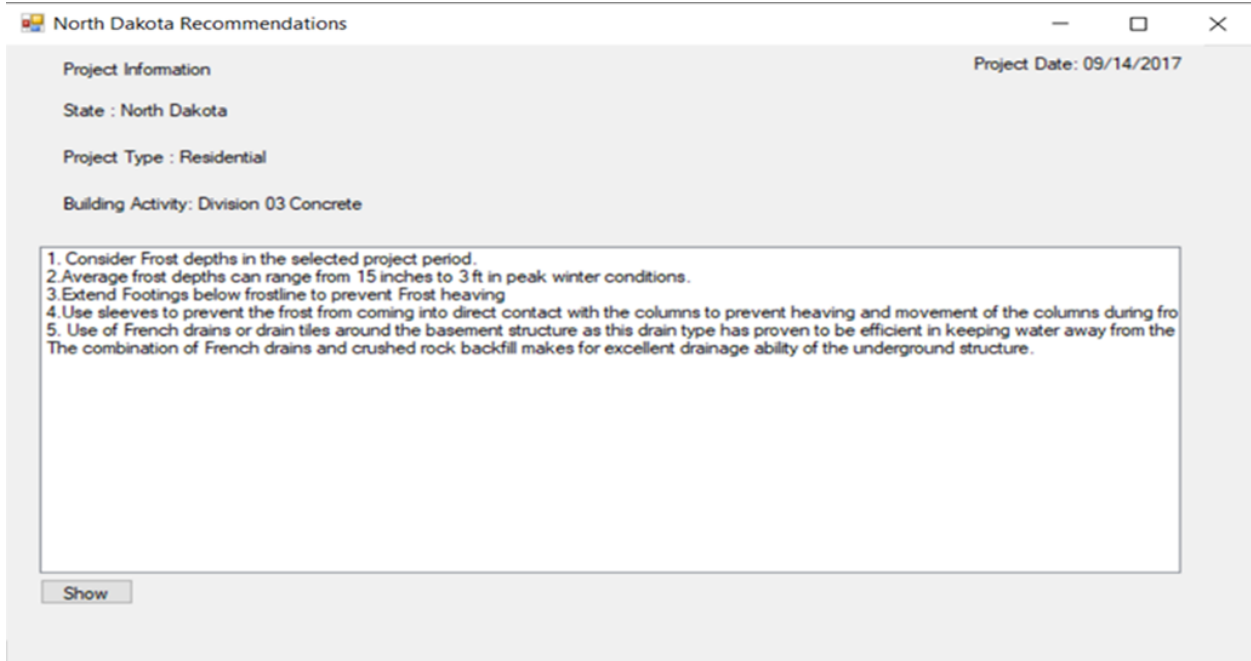 North Dakota Recommendations
Project Information
Project Date: 09/14/2017
State : North Dakota
Project Type : Residential
Building Activity: Division 03 Concrete
1. Consider Frost depths in the selected project period.
2.Average frost depths can range from 15 inches to 3 ft in peak winter conditions.
3.Extend Footings below frostline to prevent Frost heaving
4.Use sleeves to prevent the frost from coming into direct contact with the columns to prevent heaving and movement of the columns during fro
5. Use of French drains or drain tiles around the basement structure as this drain type has proven to be efficient in keeping water away from the
The combination of French drains and crushed rock backfill makes for excellent drainage ability of the underground structure.
Show